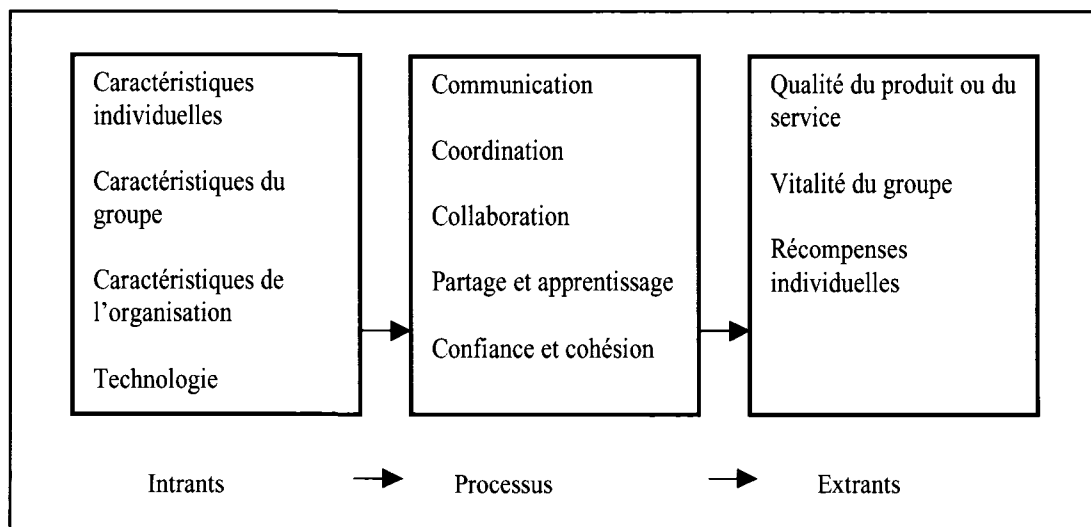 Caractéristiques
individuelles
Caractéristiques du
groupe
Caractéristiques de
l'organisation
Technologie
Communication
Coordination
Collaboration
Partage et apprentissage
Confiance et cohésion
Qualité du produit ou du
service
Vitalité du groupe
Récompenses
individuelles
Intrants
Processus
Extrants